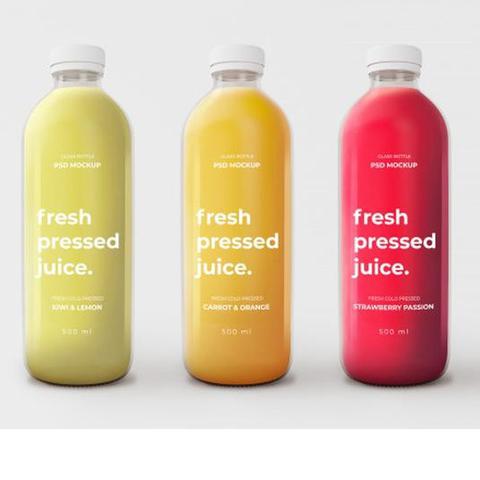 GLASS BOTTLE
PSD MOCKUP
fresh
pressed
juice.
FRESH COLD PRESSED
KIWI & LEMON
500 ml
GLASS BOTTLE
PSD MOCKUP
fresh
pressed
juice.
FRESH COLD PRESSED
CARROT & ORANGE
500 ml
GLASS BOTTLE
PSD MOCKUP
fresh
pressed
juice.
FRESH COLD PRESSED
STRAWBERRY PASSION
500 ml